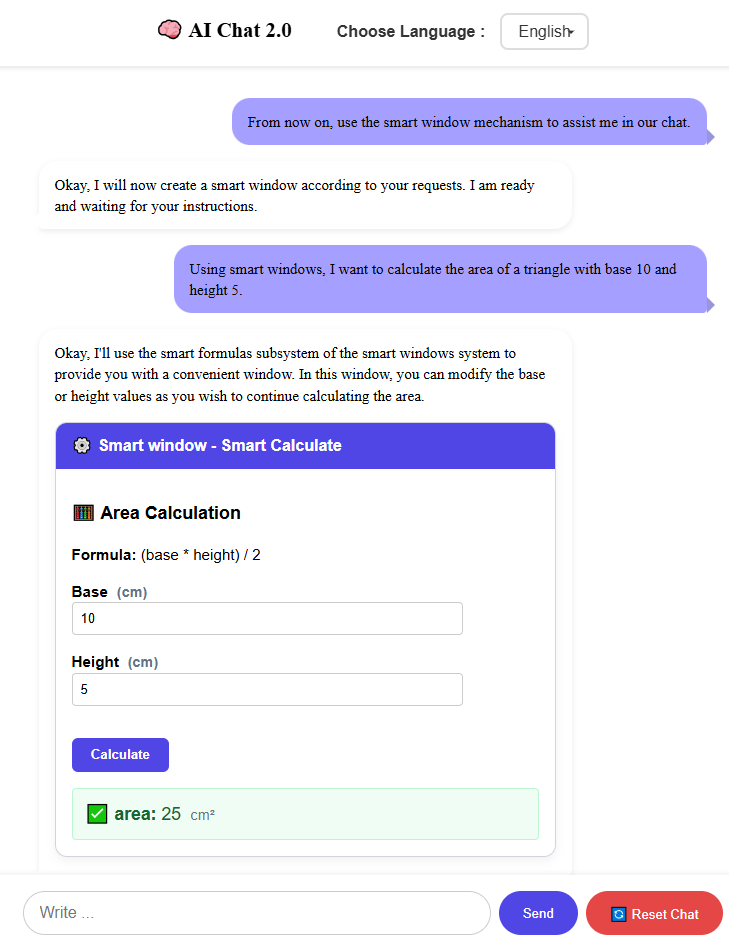 AI Chat 2.0
Choose Language :
English
From now on, use the smart window mechanism to assist me in our chat.
Okay, I will now create a smart window according to your requests. I am ready
and waiting for your instructions.
Using smart windows, I want to calculate the area of a triangle with base 10 and
height 5.
Okay, I'll use the smart formulas subsystem of the smart windows system to
provide you with a convenient window. In this window, you can modify the base
or height values as you wish to continue calculating the area.
Smart window - Smart Calculate
Area Calculation
Formula: (base * height) / 2
Base (cm)
10
Height (cm)
5
Calculate
area: 25 cm²
Write ...
Send
Reset Chat